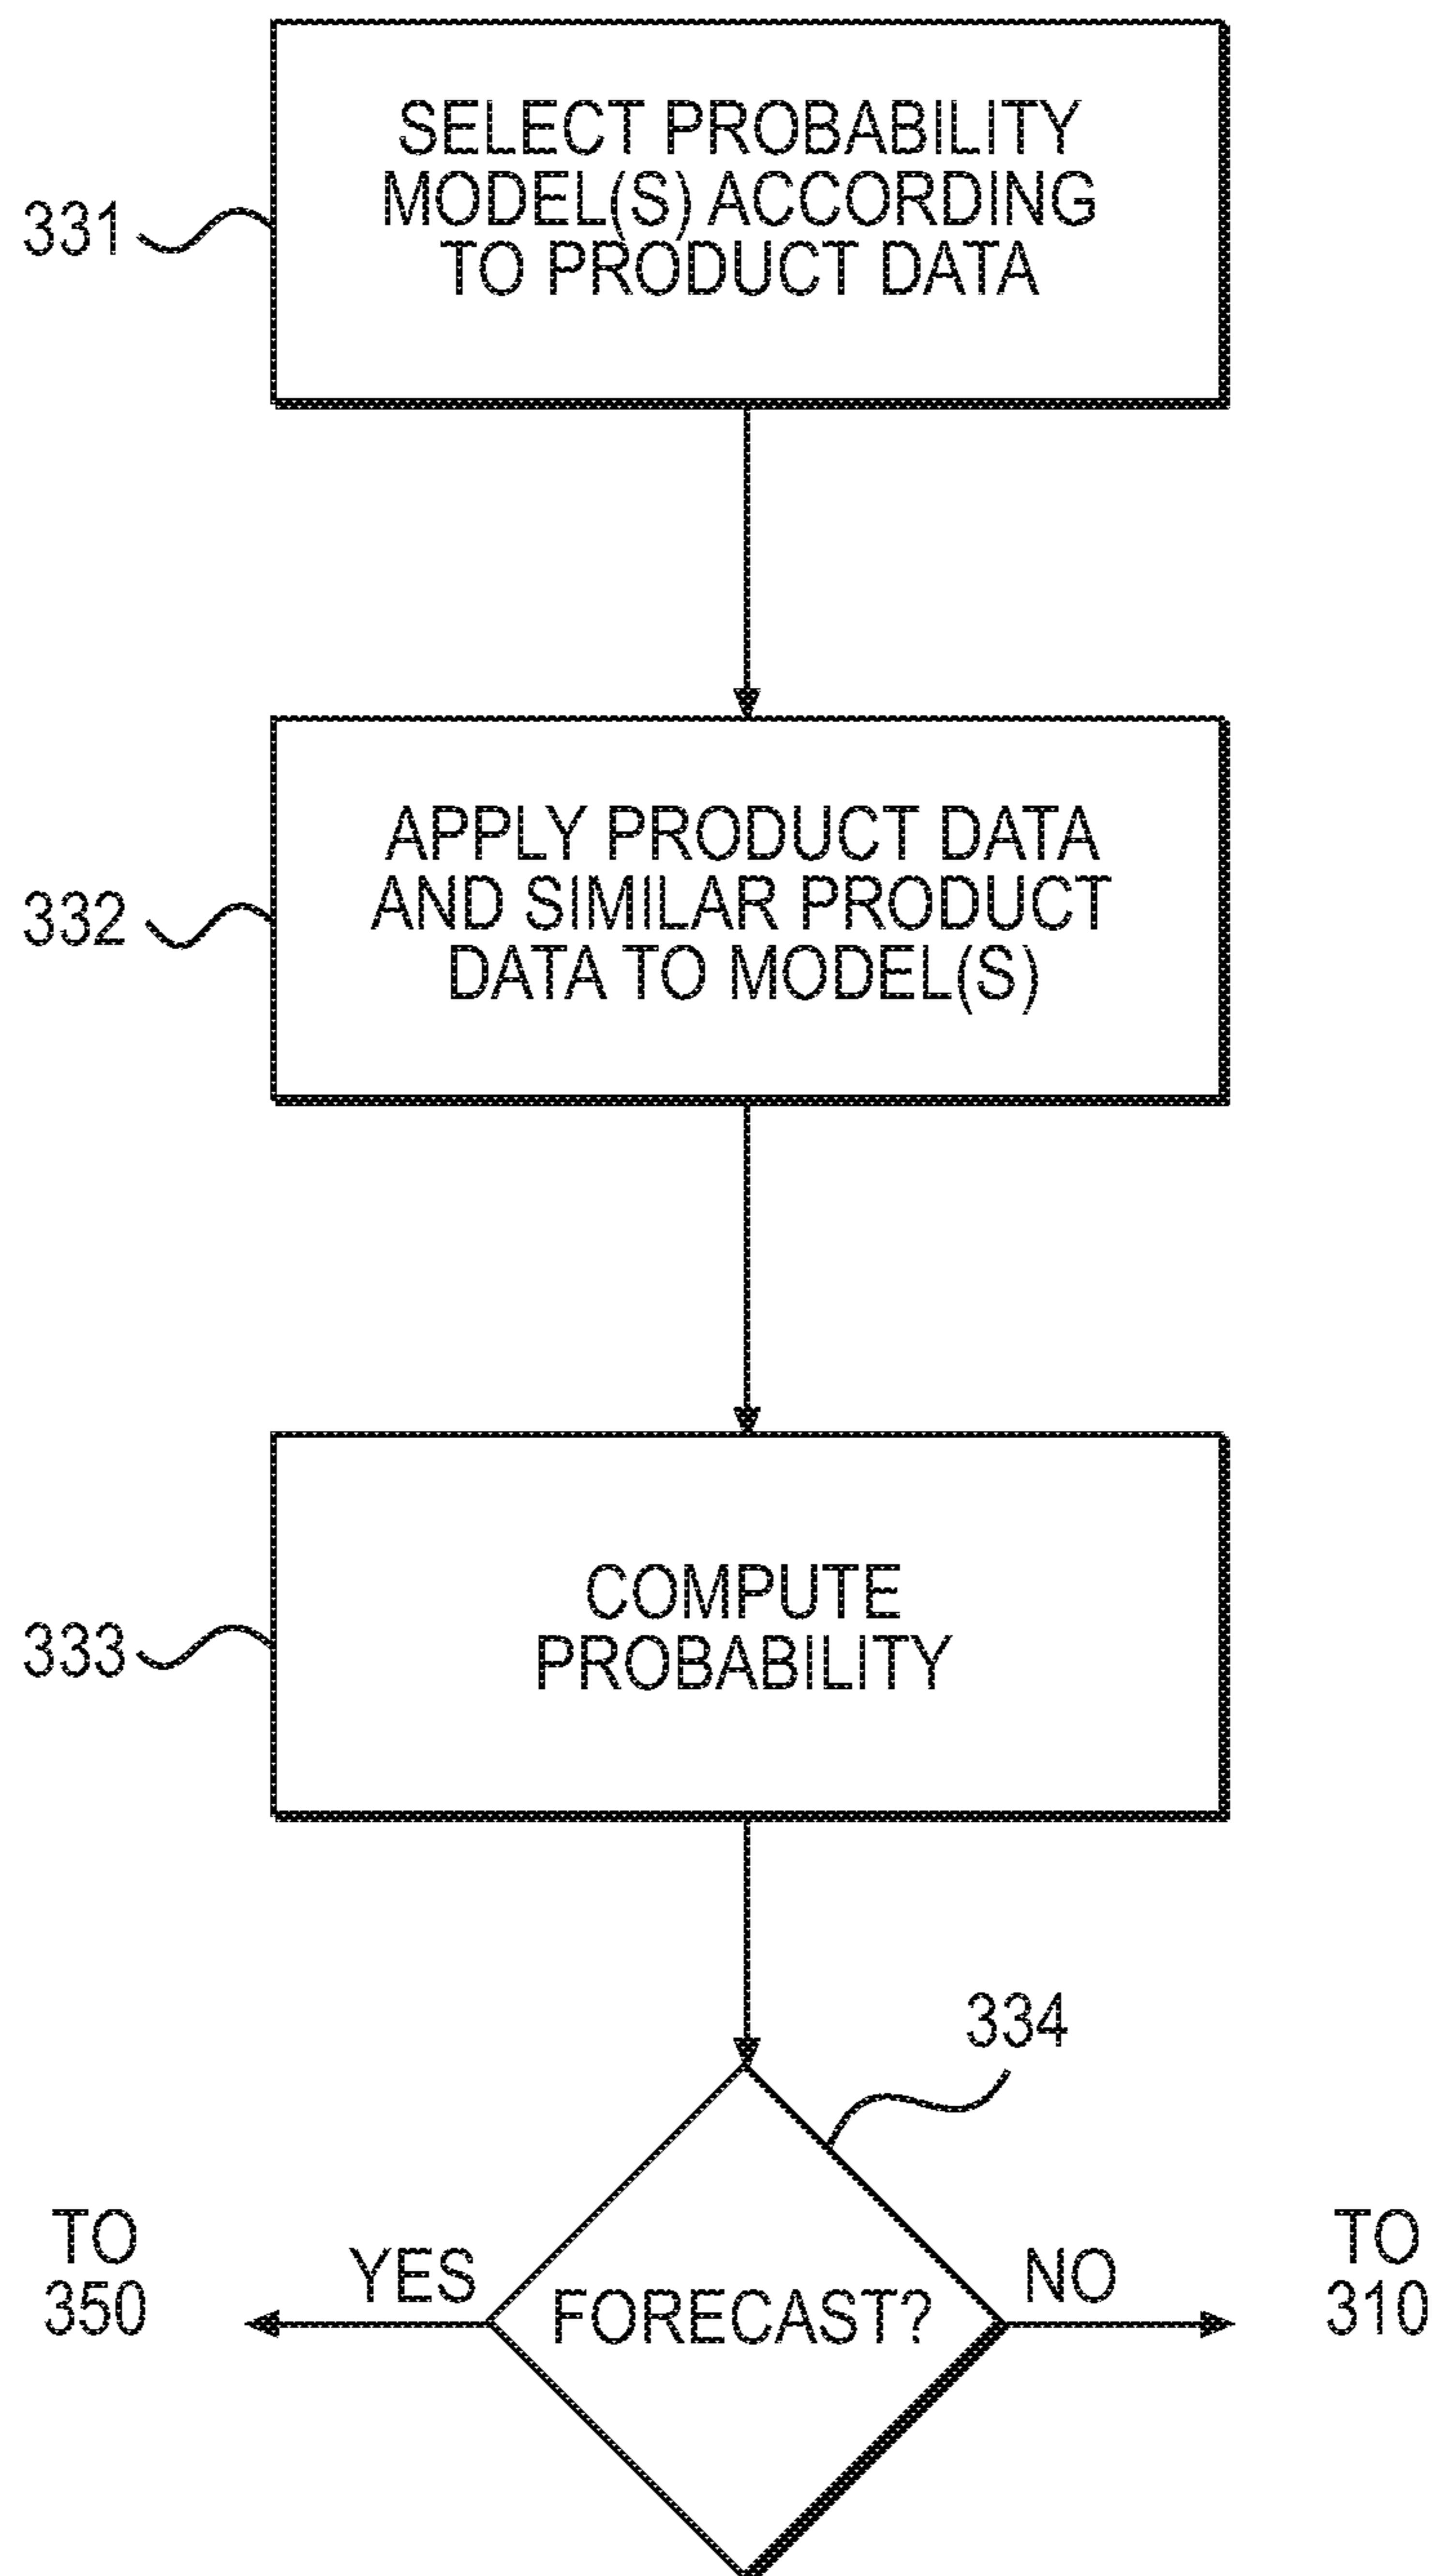 SELECT PROBABILITY
MODEL(S) ACCORDING
TO PRODUCT DATA
331
APPLY PRODUCT DATA
AND SIMILAR PRODUCT
DATA TO MODEL(S)
332
COMPUTE
PROBABILITY
333
334
TO
350
YES
FORECAST?
NO
TO
310